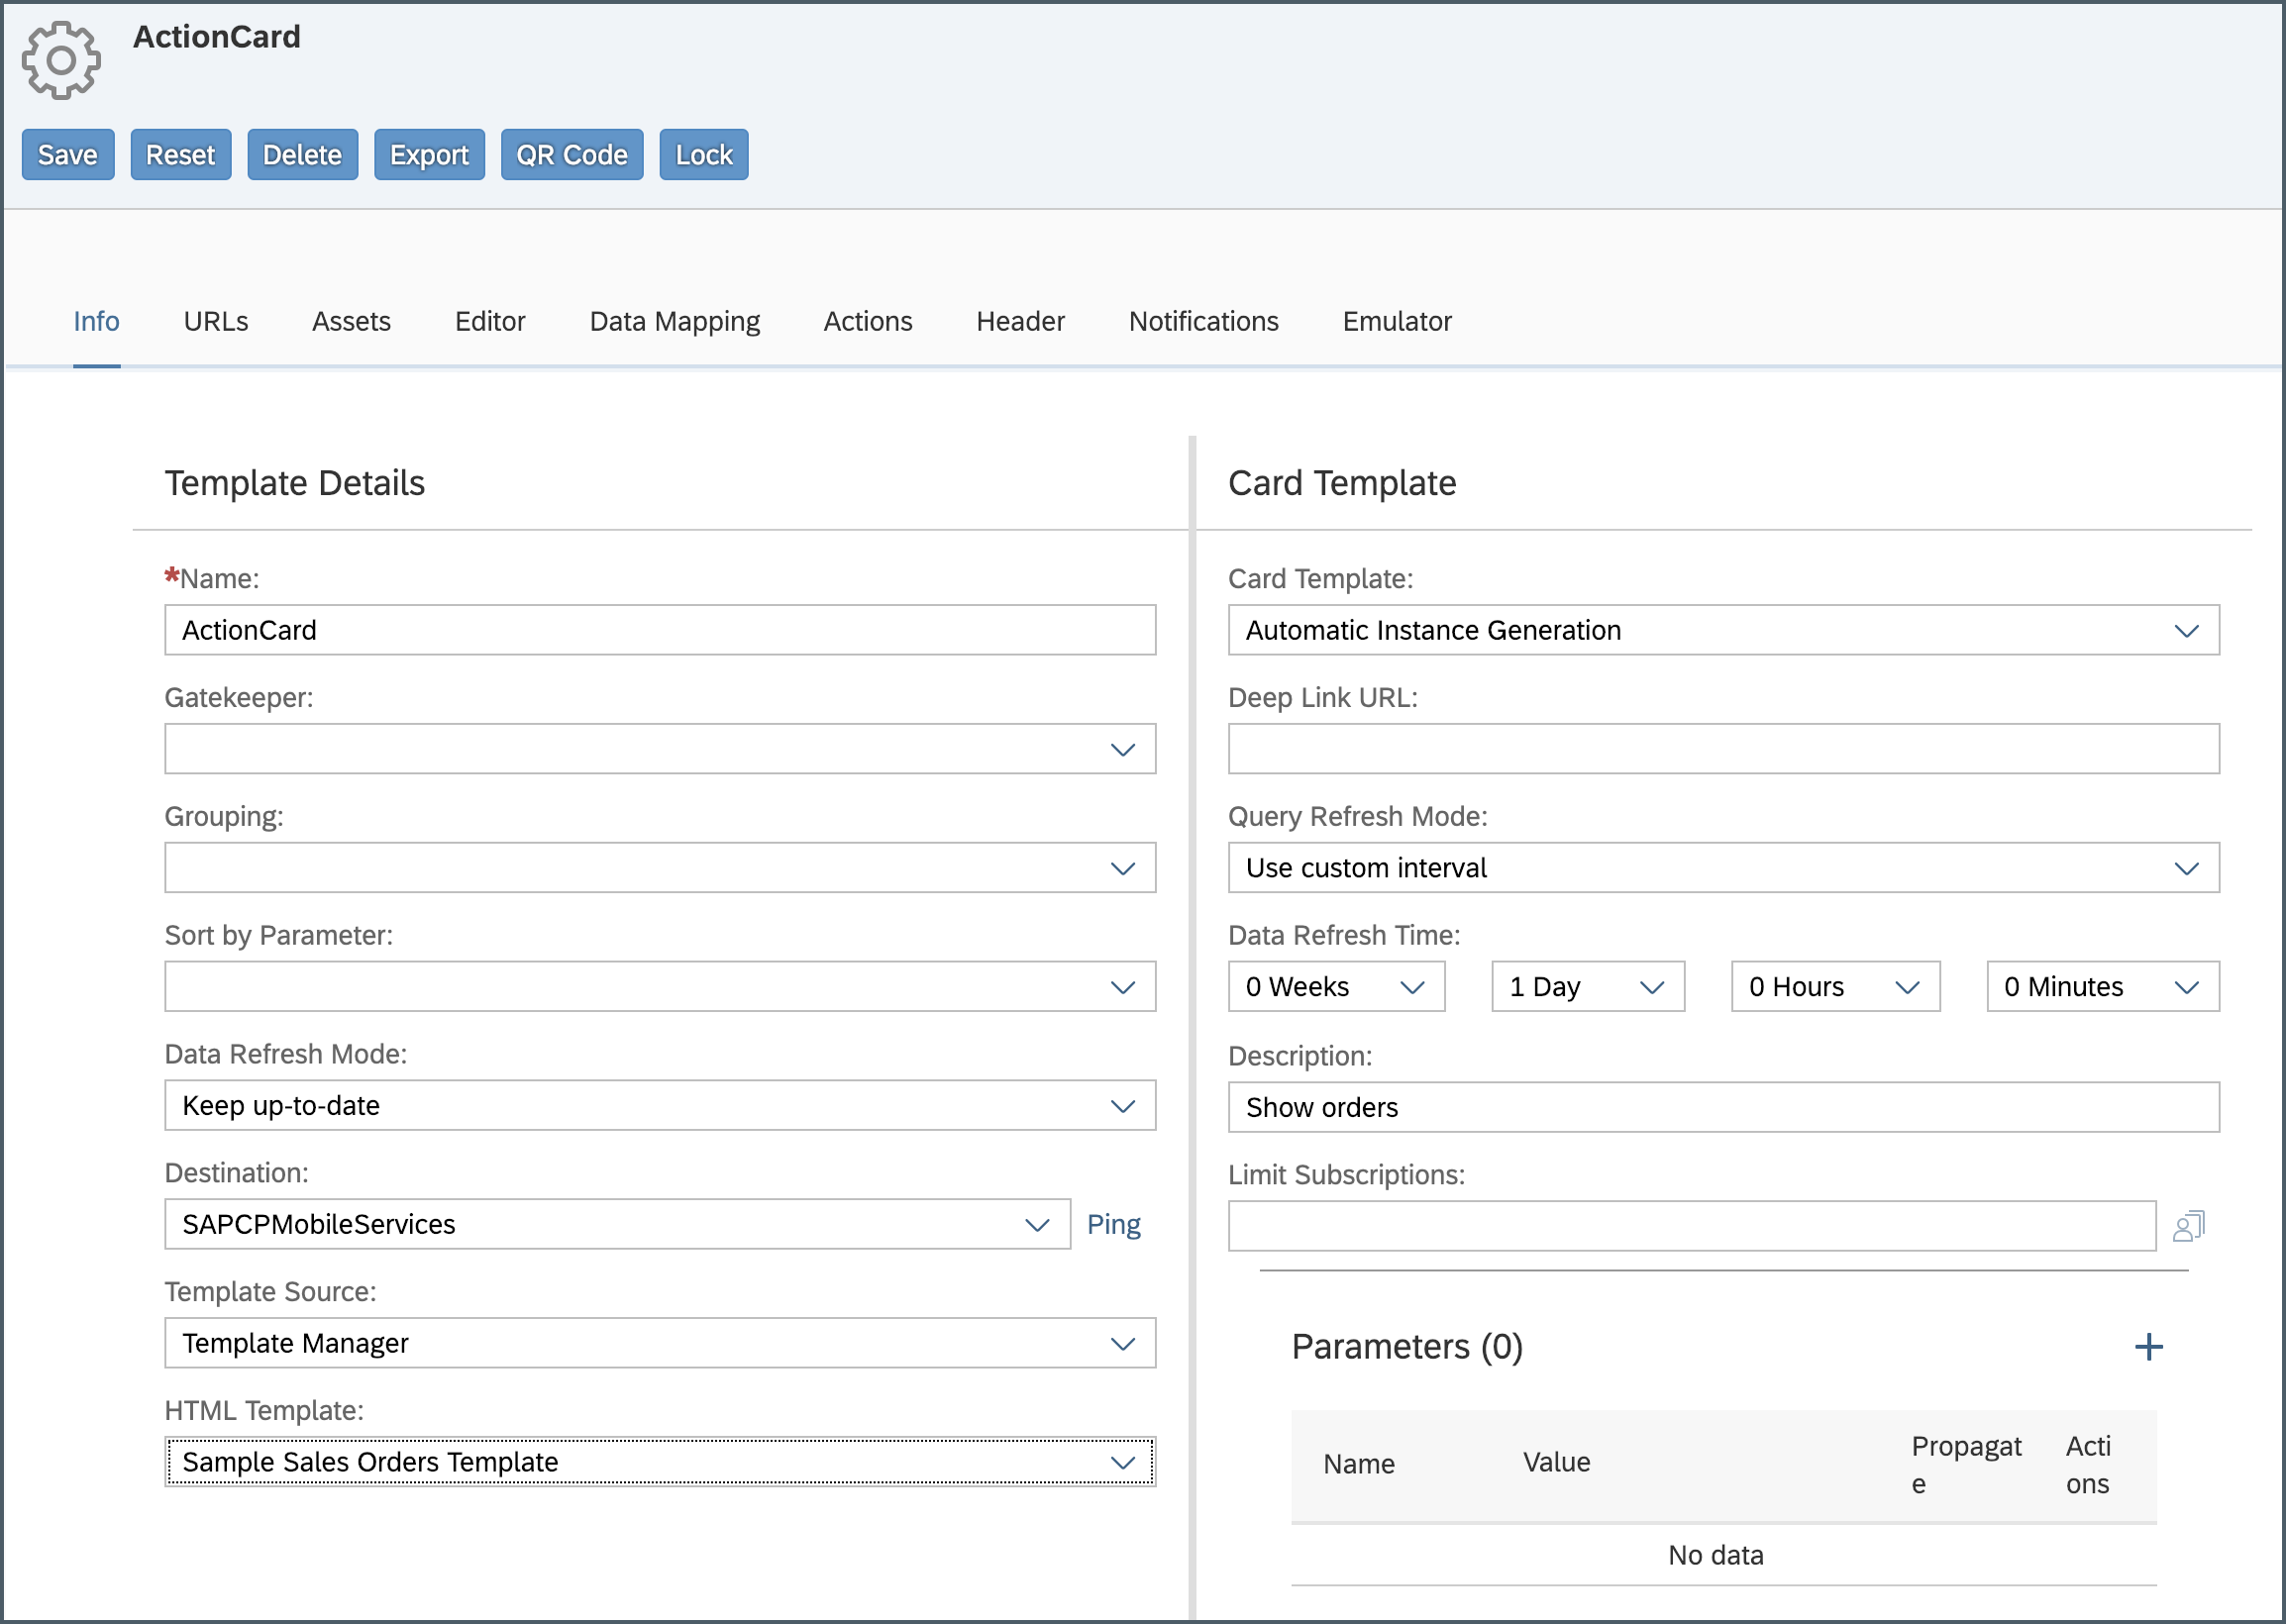 ActionCard
Save Reset Delete Export QR Code Lock
Info URLs Assets Editor Data Mapping Actions Header Notifications Emulator
Template Details
*Name:
ActionCard
Gatekeeper:
Grouping:
Sort by Parameter:
Data Refresh Mode:
Keep up-to-date
Destination:
SAPCPMobileServices Ping
Template Source:
Template Manager
HTML Template:
Sample Sales Orders Template
Card Template
Card Template:
Automatic Instance Generation
Deep Link URL:
Query Refresh Mode:
Use custom interval
Data Refresh Time:
0 Weeks 1 Day 0 Hours 0 Minutes
Description:
Show orders
Limit Subscriptions:
Parameters (0)
Name Value Propagat Acti
e ons
No data